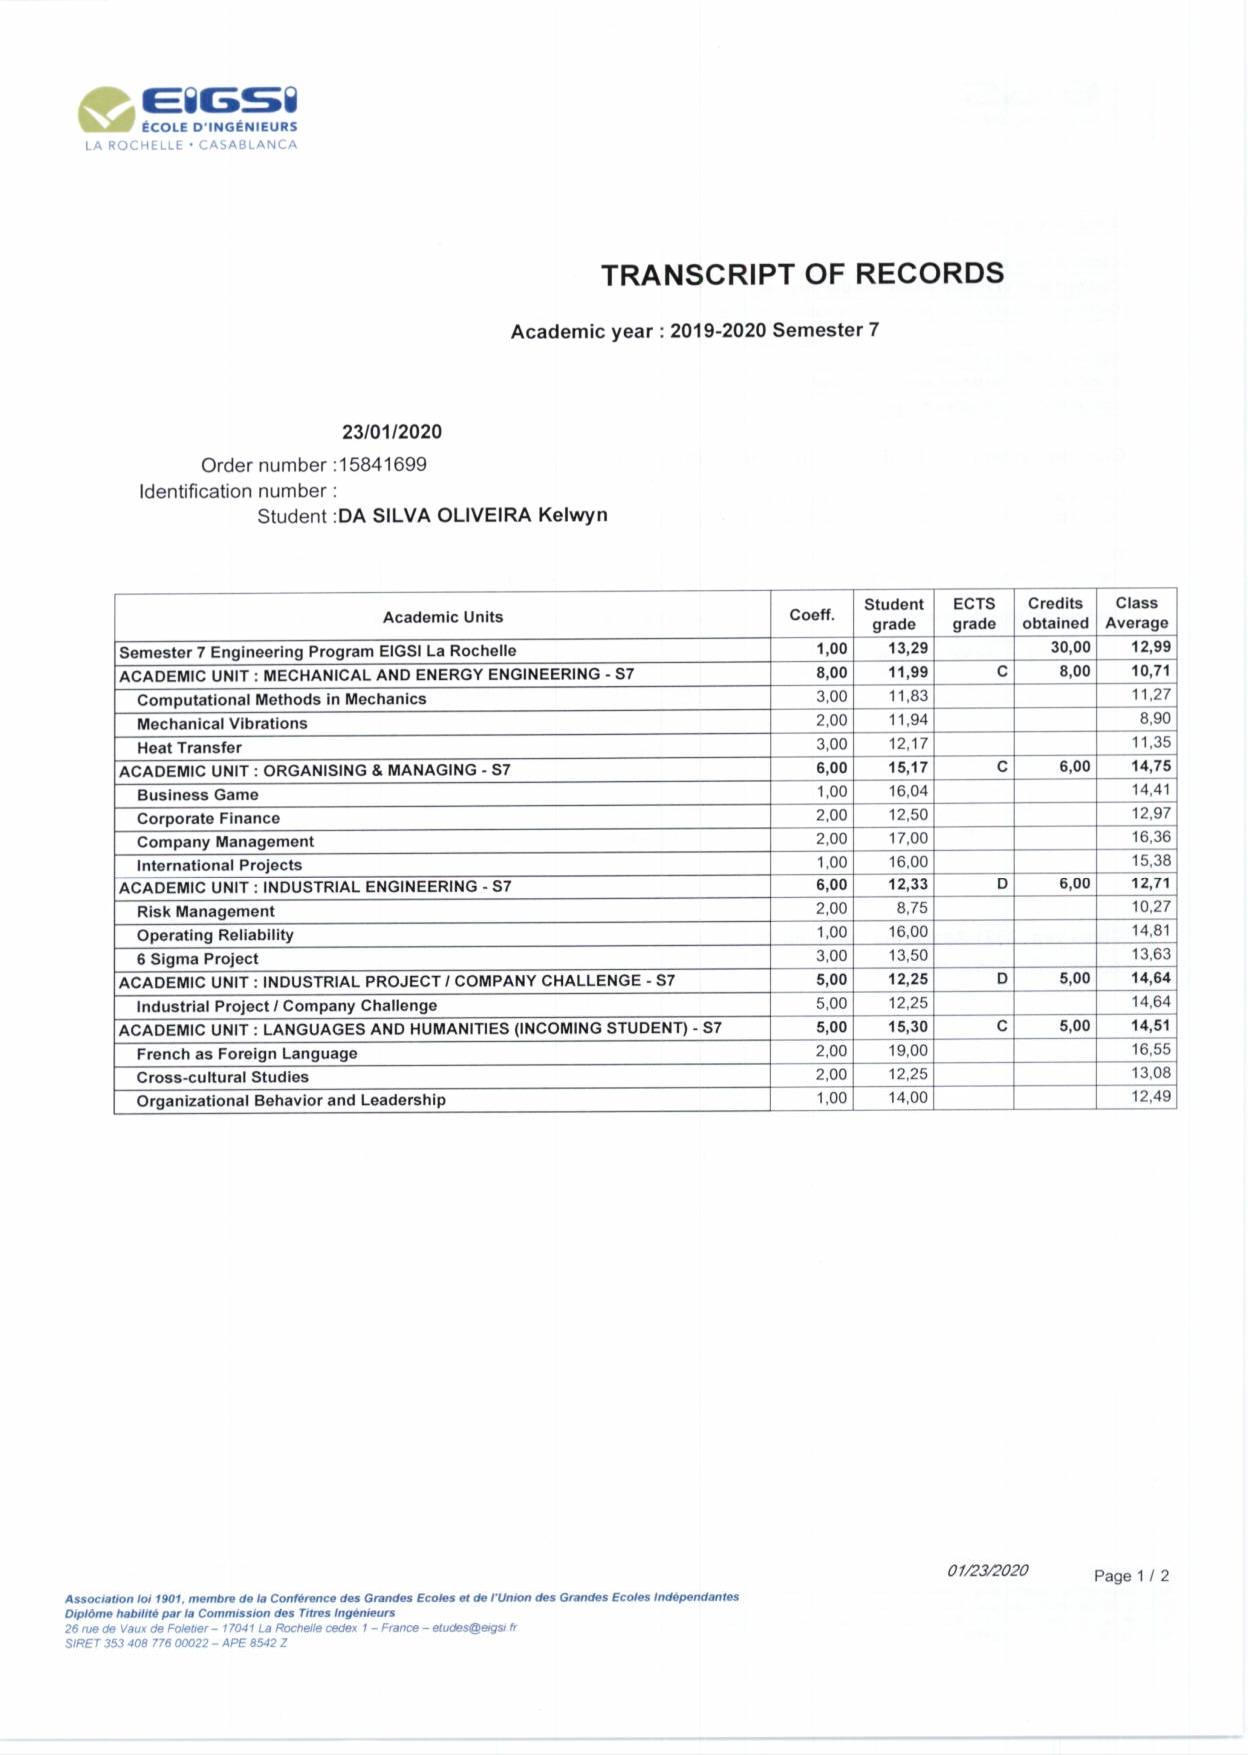 EIGSI
ÉCOLE D'INGÉNIEURS
LA ROCHELLE • CASABLANCA
TRANSCRIPT OF RECORDS
Academic year : 2019-2020 Semester 7
23/01/2020
Order number :15841699
Identification number :
Student :DA SILVA OLIVEIRA Kelwyn
Academic Units Coeff. Student grade ECTS grade Credits obtained Class Average
Semester 7 Engineering Program EIGSI La Rochelle 1,00 13,29 30,00 12,99
ACADEMIC UNIT : MECHANICAL AND ENERGY ENGINEERING - S7 8,00 11,99 C 8,00 10,71
Computational Methods in Mechanics 3,00 11,83 11,27
Mechanical Vibrations 2,00 11,94 8,90
Heat Transfer 3,00 12,17 11,35
ACADEMIC UNIT : ORGANISING & MANAGING - S7 6,00 15,17 C 6,00 14,75
Business Game 1,00 16,04 14,41
Corporate Finance 2,00 12,50 12,97
Company Management 2,00 17,00 16,36
International Projects 1,00 16,00 15,38
ACADEMIC UNIT : INDUSTRIAL ENGINEERING - S7 6,00 12,33 D 6,00 12,71
Risk Management 2,00 8,75 10,27
Operating Reliability 1,00 16,00 14,81
6 Sigma Project 3,00 13,50 13,63
ACADEMIC UNIT : INDUSTRIAL PROJECT / COMPANY CHALLENGE - S7 5,00 12,25 D 5,00 14,64
Industrial Project / Company Challenge 5,00 12,25 14,64
ACADEMIC UNIT : LANGUAGES AND HUMANITIES (INCOMING STUDENT) - S7 5,00 15,30 C 5,00 14,51
French as Foreign Language 2,00 19,00 16,55
Cross-cultural Studies 2,00 12,25 13,08
Organizational Behavior and Leadership 1,00 14,00 12,49
01/23/2020 Page 1 / 2
Association loi 1901, membre de la Conférence des Grandes Ecoles et de l'Union des Grandes Ecoles Indépendantes
Diplôme habilité par la Commission des Titres Ingénieurs
26 rue de Vaux de Foletier – 17041 La Rochelle cedex 1 – France – etudes@eigsi.fr
SIRET 353 408 776 00022 – APE 8542 Z